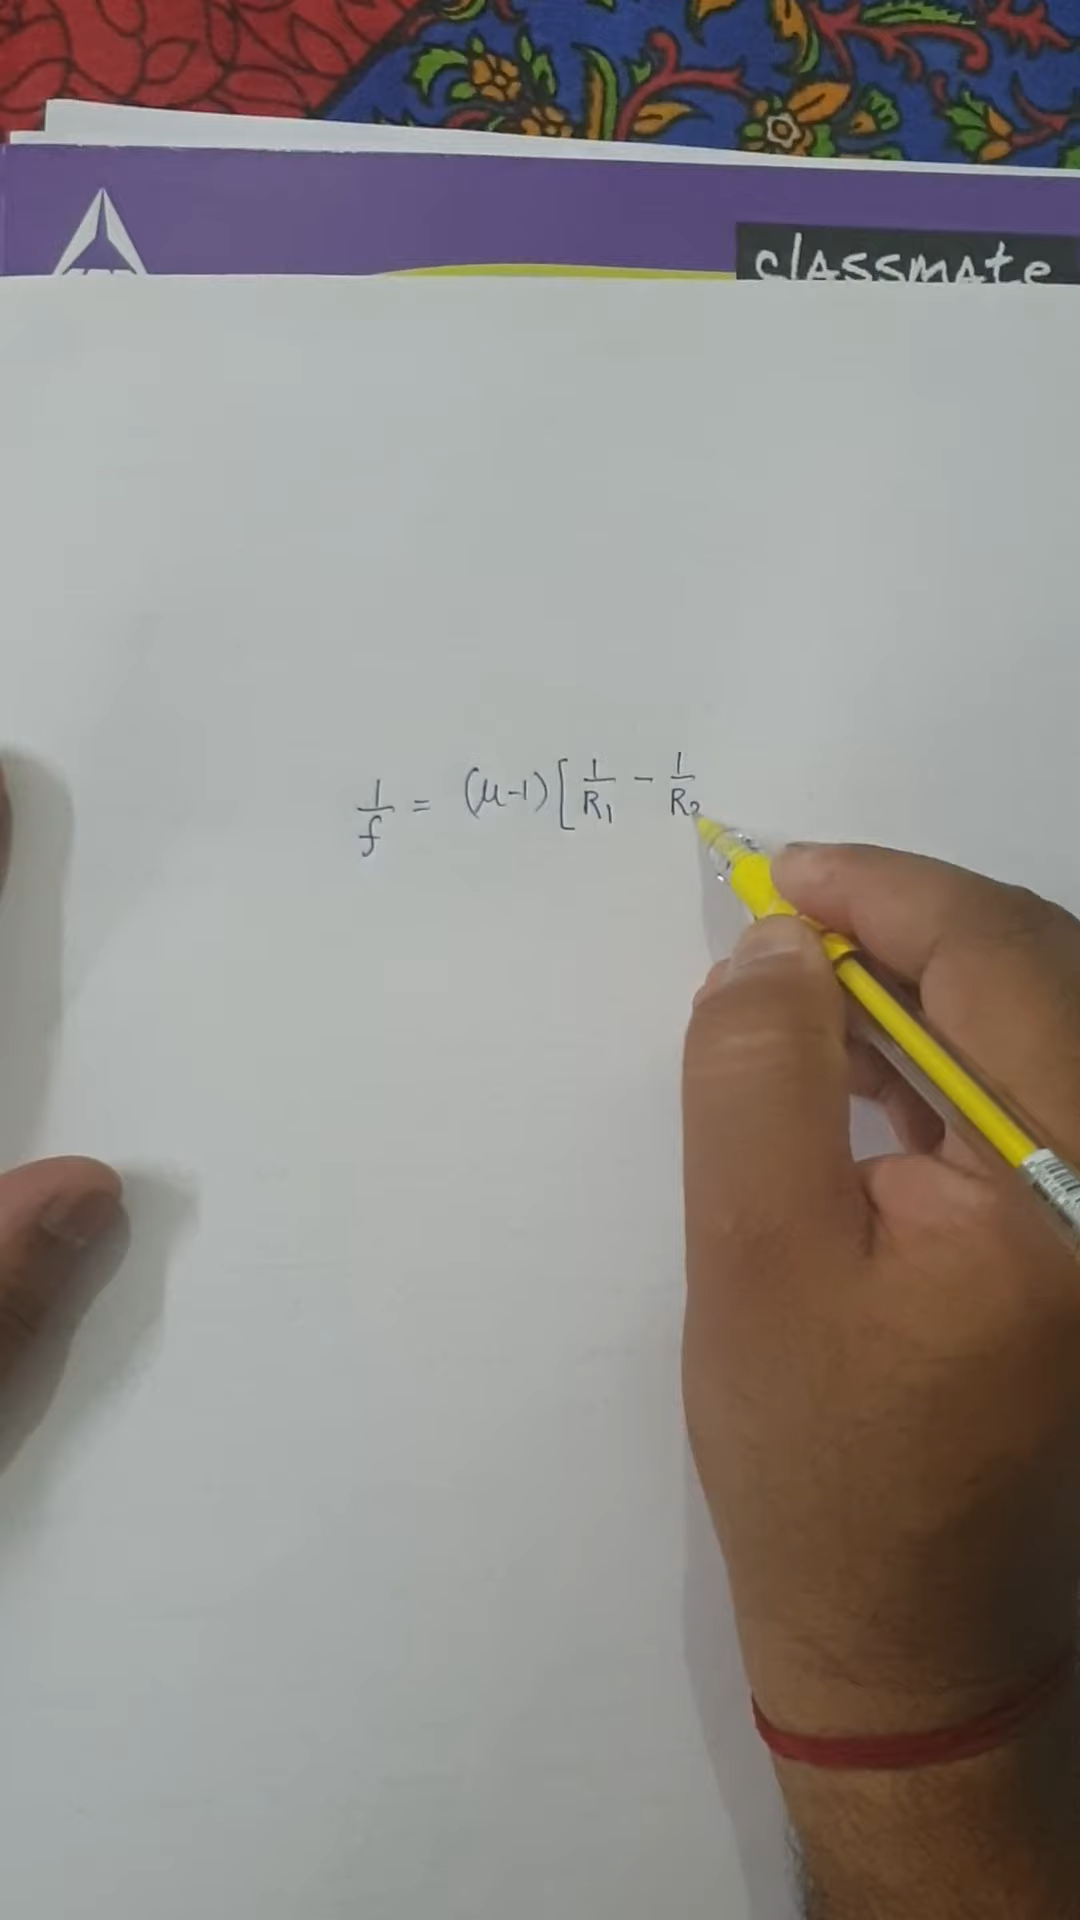 classmate
1/f = (μ-1)[1/R₁ - 1/R₂